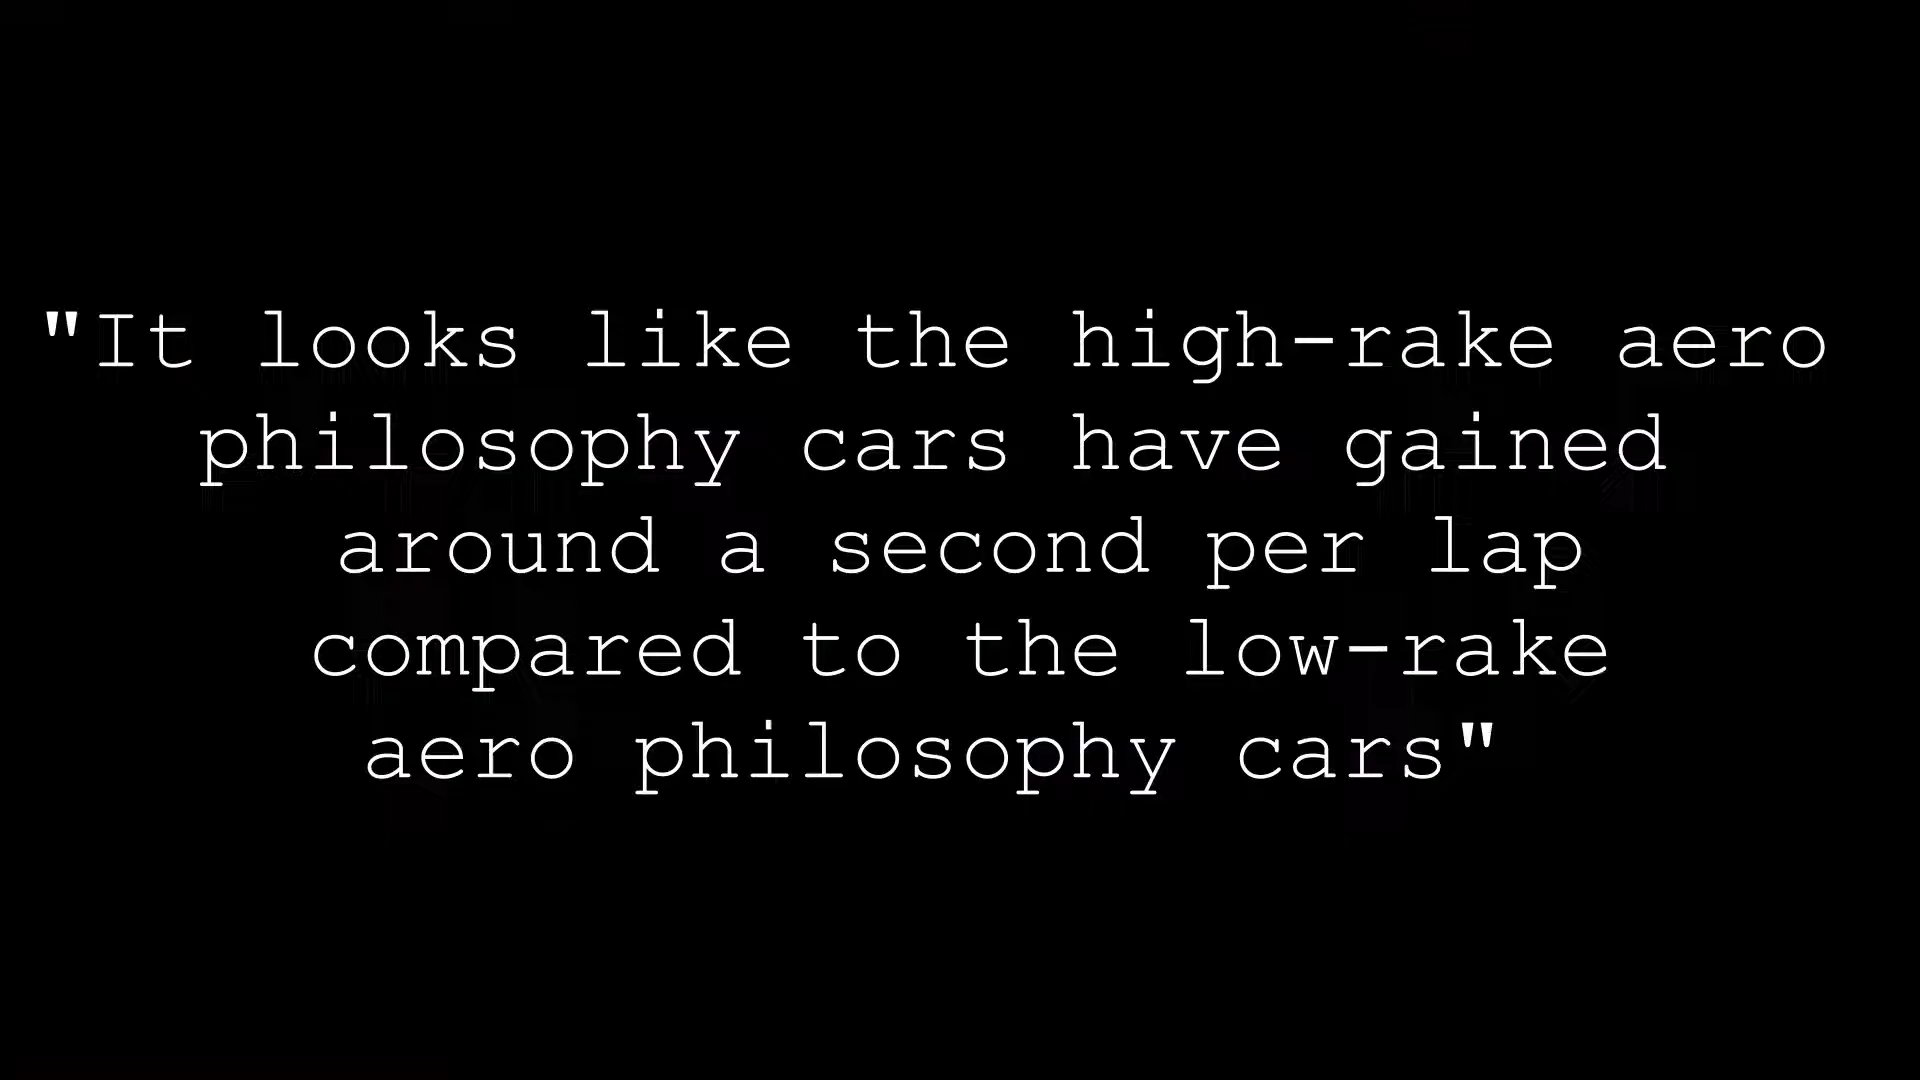 "It looks like the high-rake aero
philosophy cars have gained
around a second per lap
compared to the low-rake
aero philosophy cars"